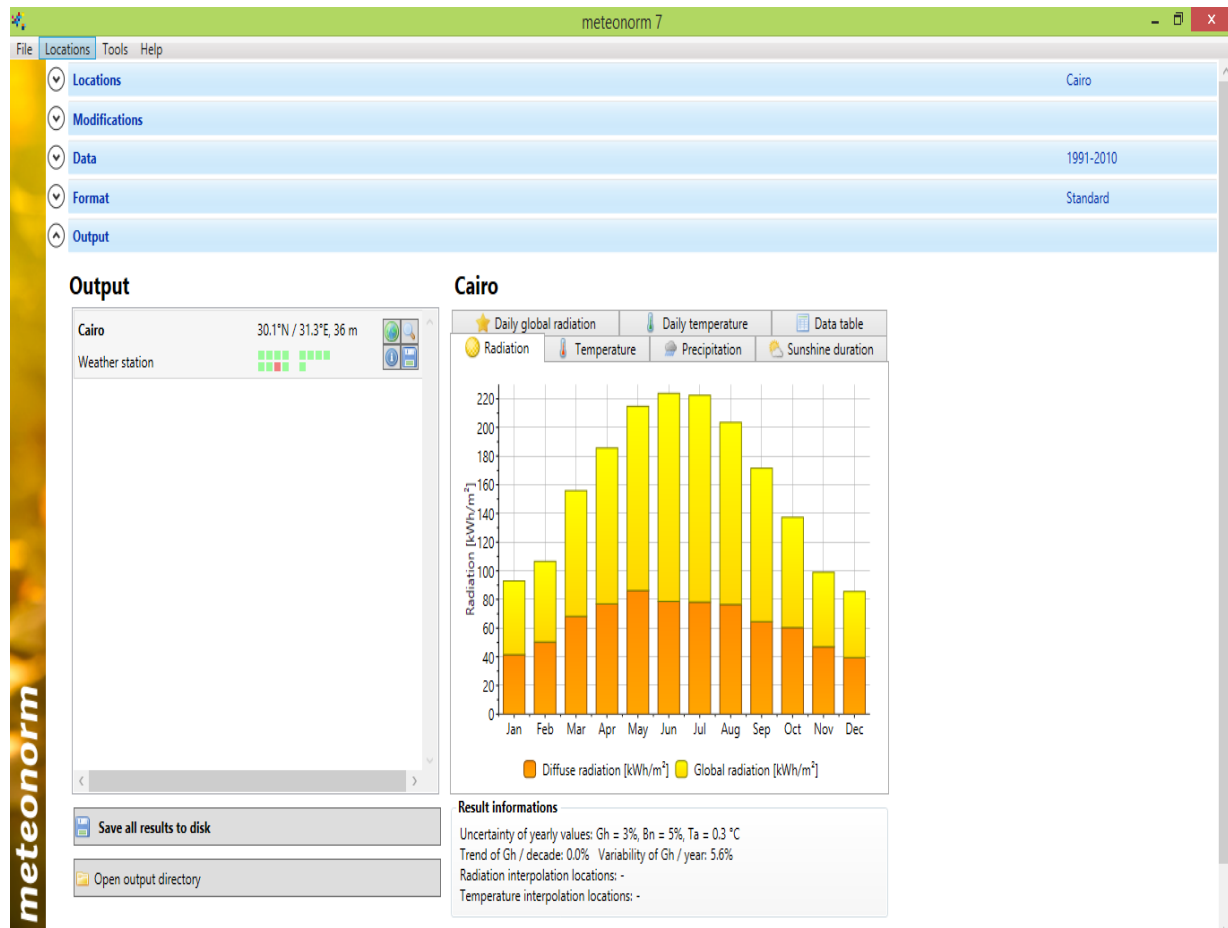 meteonorm 7
File Locations Tools Help
Locations Cairo
Modifications
Data 1991-2010
Format Standard
Output
Output
Cairo 30.1°N / 31.3°E, 36 m
Weather station
Save all results to disk
Open output directory
Cairo
Daily global radiation Daily temperature Data table
Radiation Temperature Precipitation Sunshine duration
Radiation [kWh/m²]
220
200
180
160
140
120
100
80
60
40
20
0
Jan Feb Mar Apr May Jun Jul Aug Sep Oct Nov Dec
Diffuse radiation [kWh/m²] Global radiation [kWh/m²]
Result informations
Uncertainty of yearly values: Gh = 3%, Bn = 5%, Ta = 0.3 °C
Trend of Gh / decade: 0.0% Variability of Gh / year: 5.6%
Radiation interpolation locations: -
Temperature interpolation locations: -
meteonorm